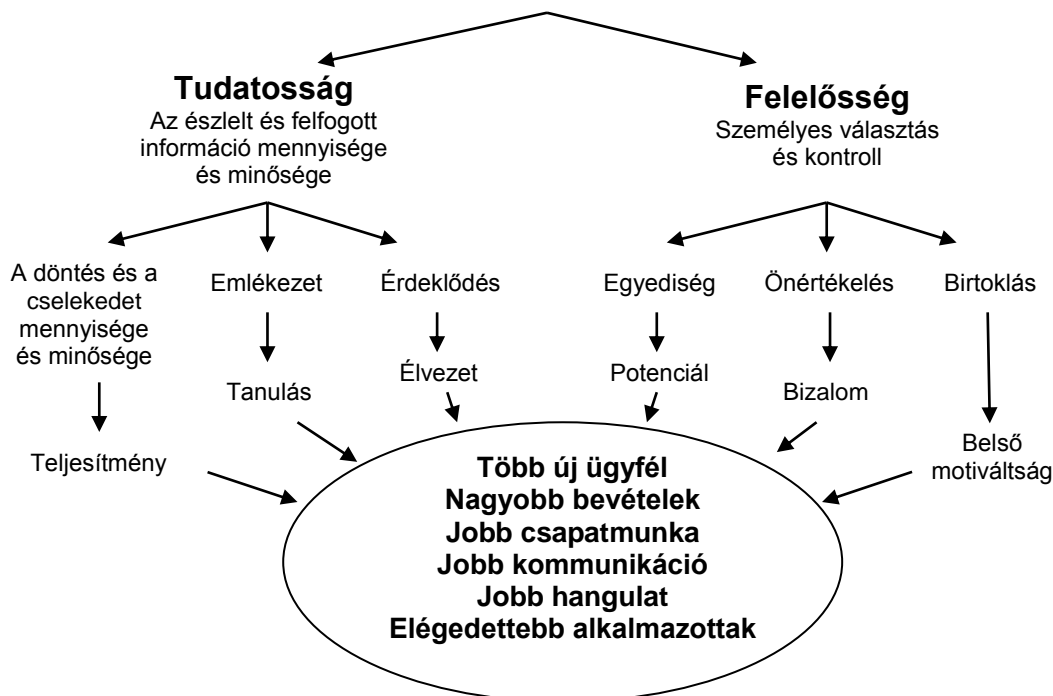 Tudatosság
Az észlelt és felfogott
információ mennyisége
és minősége
Felelősség
Személyes választás
és kontroll
A döntés és a
cselekedet
mennyisége
és minősége
Emlékezet
Érdeklődés
Egyediség
Önértékelés
Birtoklás
Tanulás
Élvezet
Potenciál
Bizalom
Teljesítmény
Belső
motiváltság
Több új ügyfél
Nagyobb bevételek
Jobb csapatmunka
Jobb kommunikáció
Jobb hangulat
Elégedettebb alkalmazottak